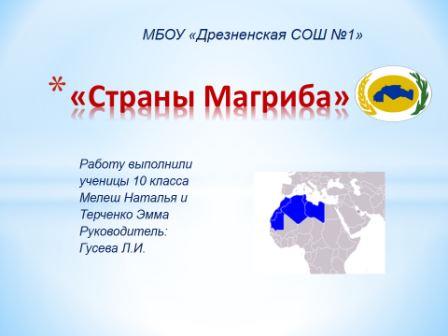 МБОУ «Дрезненская СОШ №1»
* «Страны Магриба»
Работу выполнили
ученицы 10 класса
Мелеш Наталья и
Терченко Эмма
Руководитель:
Гусева Л.И.